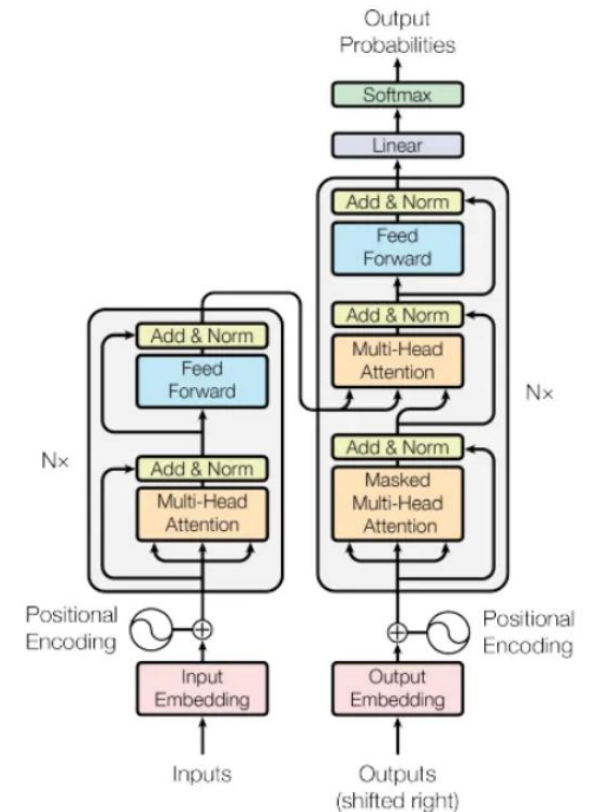 Output
Probabilities
Softmax
Linear
Add & Norm
Feed
Forward
Add & Norm
Multi-Head
Attention
Nx
Add & Norm
Masked
Multi-Head
Attention
Add & Norm
Feed
Forward
Nx
Add & Norm
Multi-Head
Attention
Positional
Encoding
Positional
Encoding
Input
Embedding
Output
Embedding
Inputs
Outputs
(shifted right)